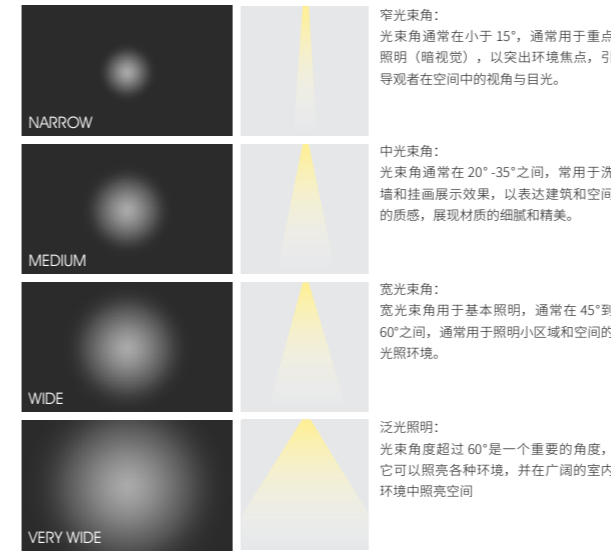 NARROW
窄光束角：
光束角通常在小于 15°，通常用于重点
照明（暗视觉），以突出环境焦点，引
导观者在空间中的视角与目光。
MEDIUM
中光束角：
光束角通常在 20° -35°之间，常用于洗
墙和挂画展示效果，以表达建筑和空间
的质感，展现材质的细腻和精美。
WIDE
宽光束角：
宽光束角用于基本照明，通常在 45°到
60°之间，通常用于照明小区域和空间的
光照环境。
VERY WIDE
泛光照明：
光束角度超过 60°是一个重要的角度，
它可以照亮各种环境，并在广阔的室内
环境中照亮空间